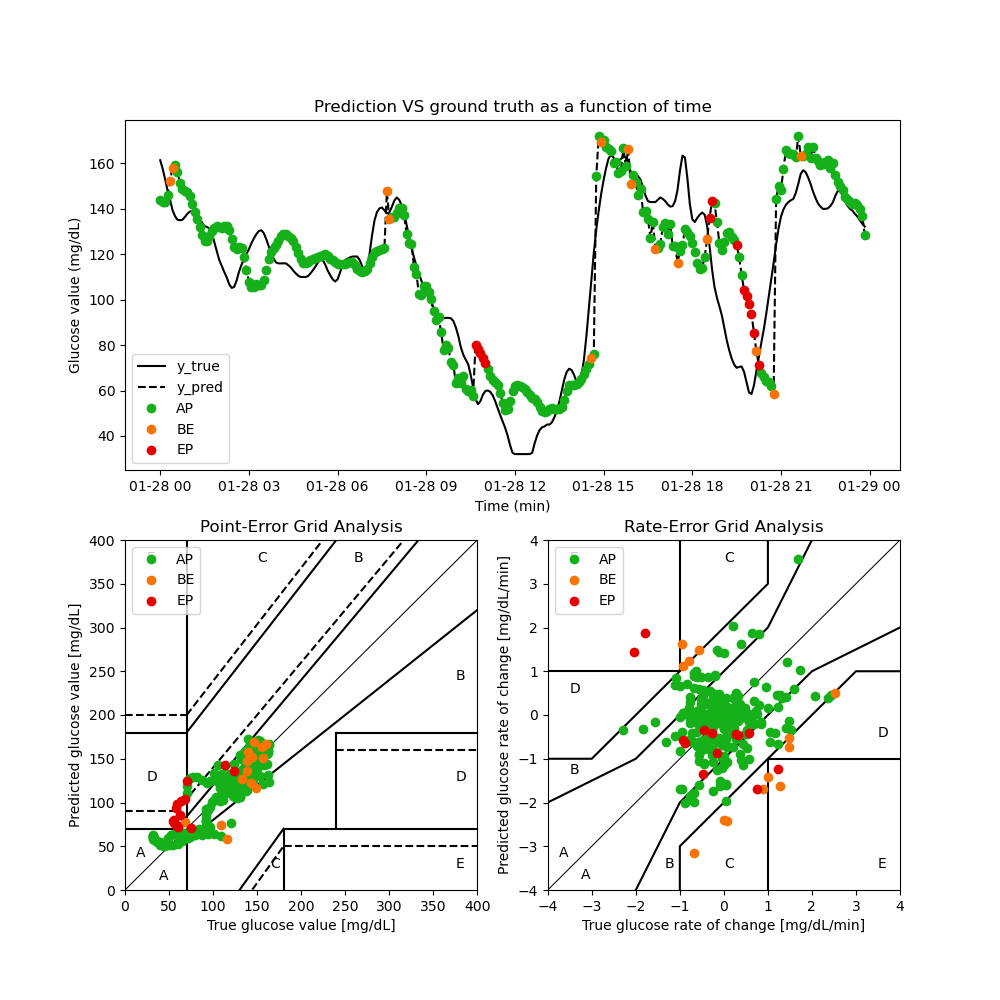 Prediction VS ground truth as a function of time
Glucose value (mg/dL)
160
140
120
100
80
60
40
y_true
y_pred
AP
BE
EP
01-28 00 01-28 03 01-28 06 01-28 09 01-28 12 01-28 15 01-28 18 01-28 21 01-29 00
Time (min)
Point-Error Grid Analysis
Predicted glucose value [mg/dL]
400
350
300
250
200
150
100
50
0
AP
BE
EP
C
B
B
D
D
A
A
C
E
0 50 100 150 200 250 300 350 400
True glucose value [mg/dL]
Rate-Error Grid Analysis
Predicted glucose rate of change [mg/dL/min]
4
3
2
1
0
−1
−2
−3
−4
AP
BE
EP
C
D
D
B
A
A
B
C
E
−4 −3 −2 −1 0 1 2 3 4
True glucose rate of change [mg/dL/min]